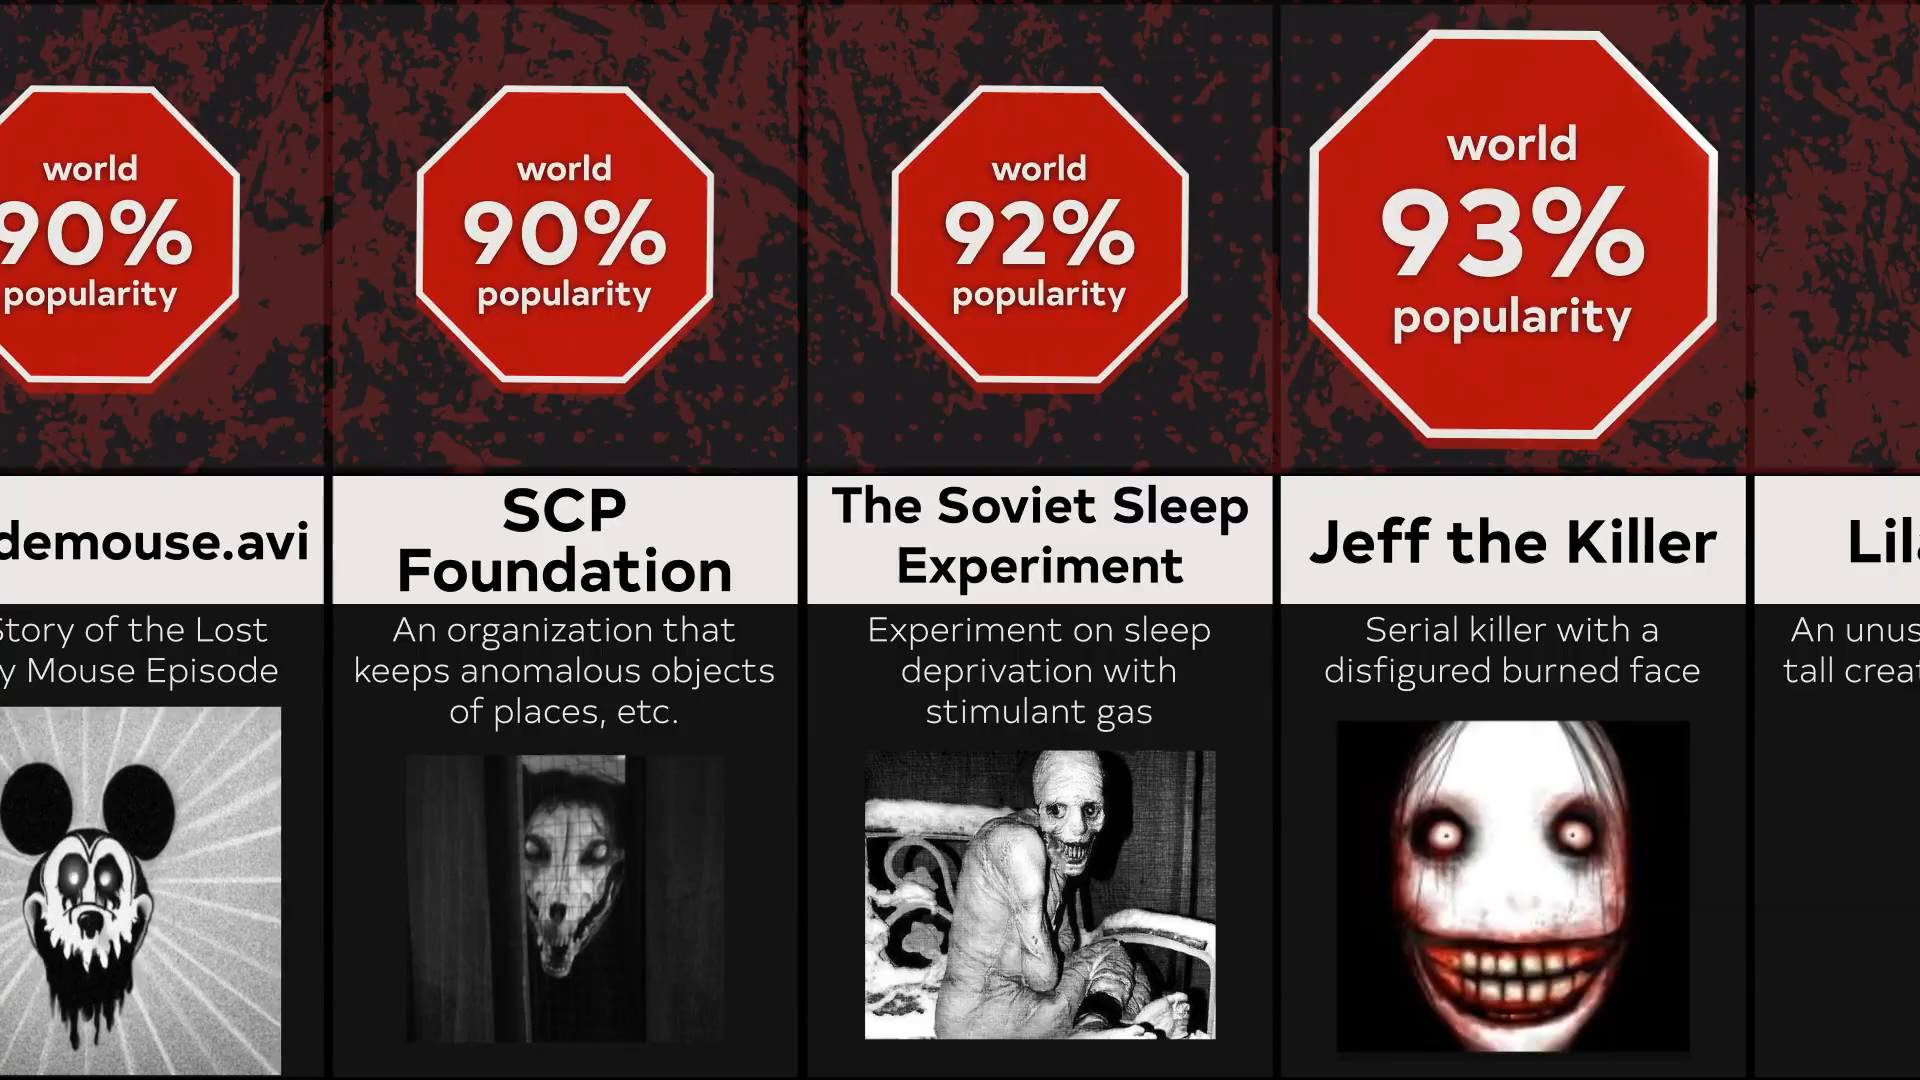 world
90%
popularity
demouse.avi
Story of the Lost
y Mouse Episode
world
90%
popularity
SCP
Foundation
An organization that
keeps anomalous objects
of places, etc.
world
92%
popularity
The Soviet Sleep
Experiment
Experiment on sleep
deprivation with
stimulant gas
world
93%
popularity
Jeff the Killer
Serial killer with a
disfigured burned face
Lil
An unus
tall crea